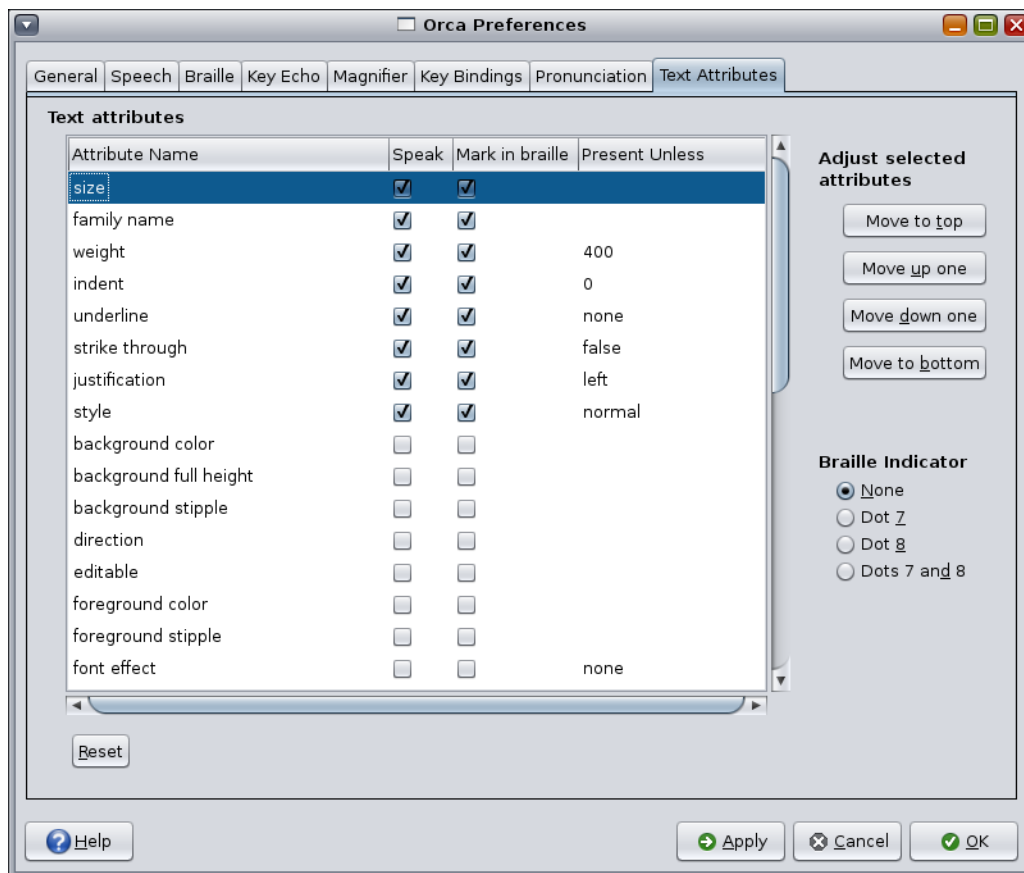 Orca Preferences
General Speech Braille Key Echo Magnifier Key Bindings Pronunciation Text Attributes
Text attributes
Attribute Name Speak Mark in braille Present Unless
size
family name
weight 400
indent 0
underline none
strike through false
justification left
style normal
background color
background full height
background stipple
direction
editable
foreground color
foreground stipple
font effect none
Adjust selected
attributes
Move to top
Move up one
Move down one
Move to bottom
Braille Indicator
None
Dot 7
Dot 8
Dots 7 and 8
Reset
Help Apply Cancel OK